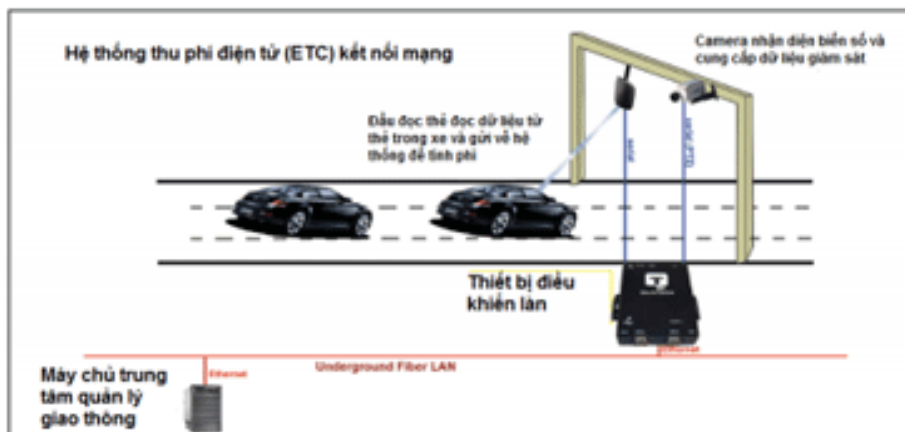 Hệ thống thu phí điện tử (ETC) kết nối mạng
Camera nhận diện biển số và
cung cấp dữ liệu giám sát
Đầu đọc thẻ đọc dữ liệu từ
thẻ trong xe và gửi về hệ
thống để tính phí
Thiết bị điều
khiển làn
Ethernet
Underground Fiber LAN
Ethernet
Máy chủ trung
tâm quản lý
giao thông